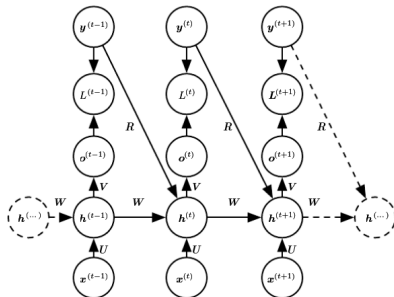 y^(t−1) y^(t) y^(t+1)
L^(t−1) L^(t) L^(t+1)
R R R
o^(t−1) o^(t) o^(t+1)
V V V
W W W W
h^(...) h^(t−1) h^(t) h^(t+1) h^(...)
U U U
x^(t−1) x^(t) x^(t+1)